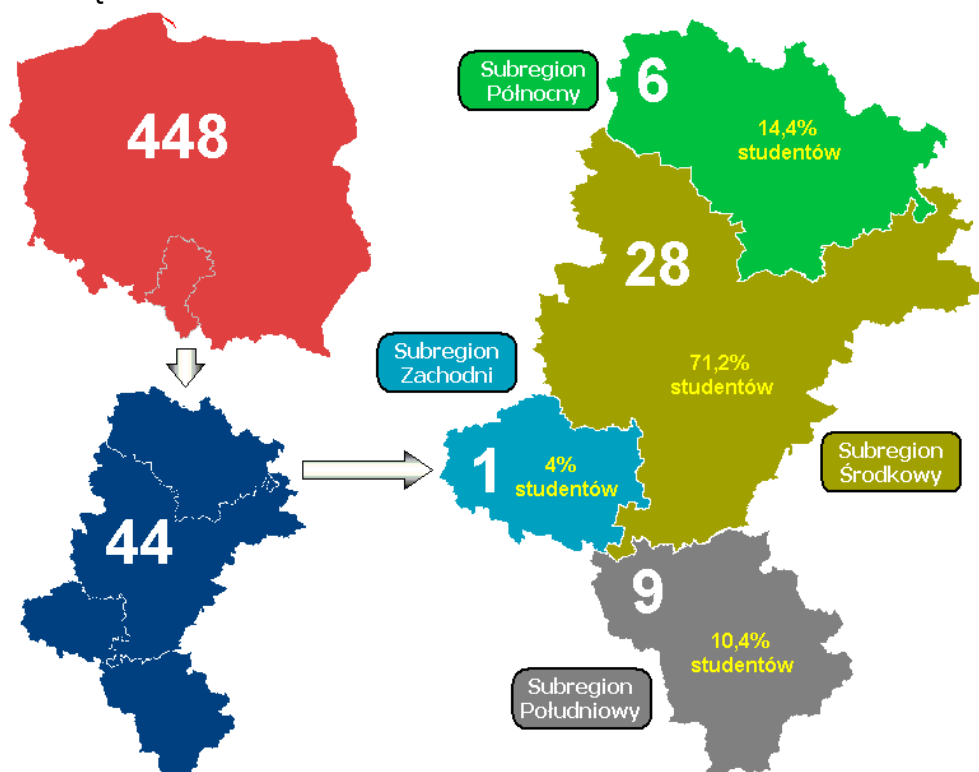 448
44
Subregion
Północny
6
14,4%
studentów
28
71,2%
studentów
Subregion
Zachodni
1
4%
studentów
Subregion
Środkowy
9
10,4%
studentów
Subregion
Południowy